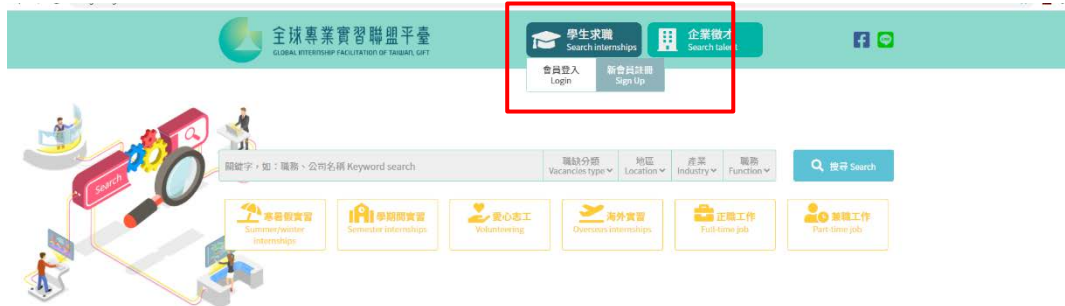 全球專業實習聯盟平臺
GLOBAL INTERNSHIP FACILITATION OF TAIWAN, GIFT
學生求職
Search internships
企業徵才
Search talent
會員登入
Login
新會員註冊
Sign Up
Search
關鍵字，如：職務、公司名稱 Keyword search
職缺分類
Vacancies type
地區
Location
產業
Industry
職務
Function
搜尋 Search
寒暑假實習
Summer/winter
internships
學期間實習
Semester internships
愛心志工
Volunteering
海外實習
Overseas internships
正職工作
Full-time job
兼職工作
Part-time job